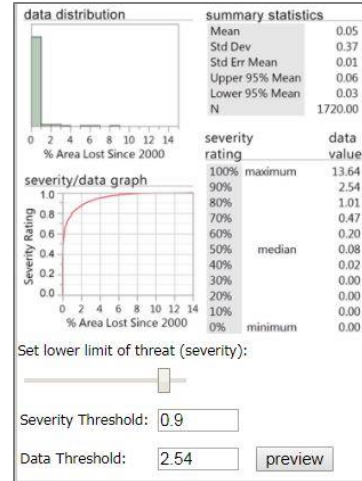 data distribution
0 2 4 6 8 10 12 14
% Area Lost Since 2000
summary statistics
Mean 0.05
Std Dev 0.37
Std Err Mean 0.01
Upper 95% Mean 0.06
Lower 95% Mean 0.03
N 1720.00
severity/data graph
Severity Rating
1.0
0.8
0.6
0.4
0.2
0.0
0 2 4 6 8 10 12 14
% Area Lost Since 2000
severity rating data value
100% maximum 13.64
90% 2.54
80% 1.01
70% 0.47
60% 0.20
50% median 0.08
40% 0.02
30% 0.00
20% 0.00
10% 0.00
0% minimum 0.00
Set lower limit of threat (severity):
Severity Threshold: 0.9
Data Threshold: 2.54 preview